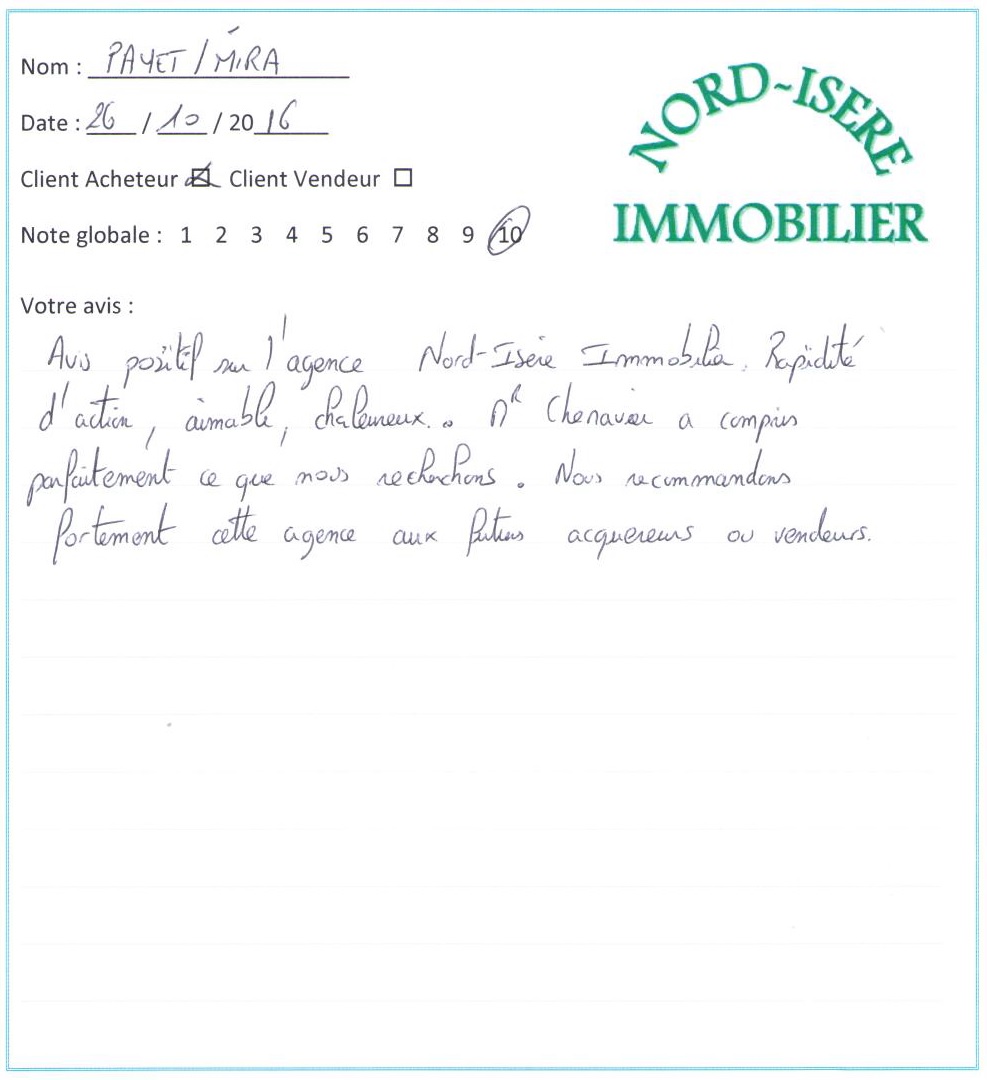 Nom : PAYET / MIRA
Date : 26 / 10 / 2016
NORD-ISERE
IMMOBILIER
Client Acheteur ☒ Client Vendeur ☐
Note globale : 1 2 3 4 5 6 7 8 9 10
Votre avis :
Avis positif sur l'agence Nord-Isère Immobilier. Rapidité
d'action, aimable, chaleureux. Mr Chenavier a compris
parfaitement ce que nous recherchons. Nous recommandons
fortement cette agence aux futurs acquereurs ou vendeurs.